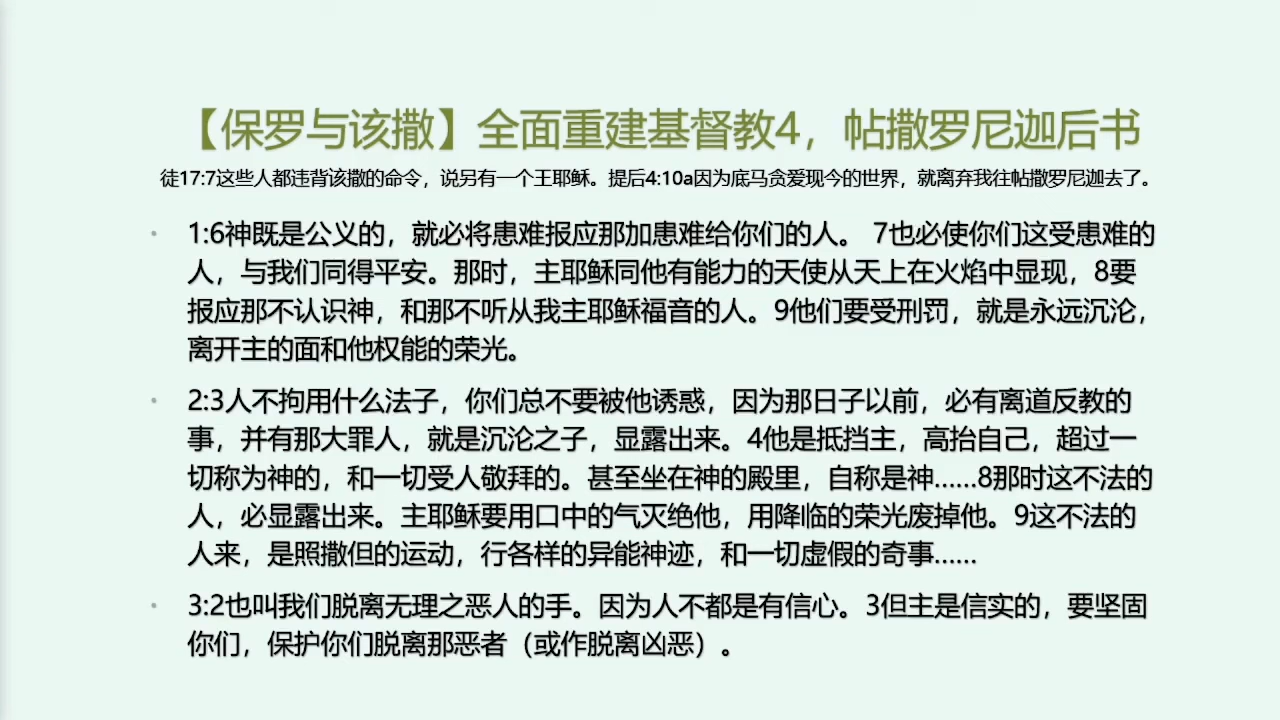 【保罗与该撒】全面重建基督教4，帖撒罗尼迦后书
徒17:7这些人都违背该撒的命令，说另有一个王耶稣。提后4:10a因为底马贪爱现今的世界，就离弃我往帖撒罗尼迦去了。
• 1:6神既是公义的，就必将患难报应那加患难给你们的人。 7也必使你们这受患难的
人，与我们同得平安。那时，主耶稣同他有能力的天使从天上在火焰中显现，8要
报应那不认识神，和那不听从我主耶稣福音的人。9他们要受刑罚，就是永远沉沦，
离开主的面和他权能的荣光。
• 2:3人不拘用什么法子，你们总不要被他诱惑，因为那日子以前，必有离道反教的
事，并有那大罪人，就是沉沦之子，显露出来。4他是抵挡主，高抬自己，超过一
切称为神的，和一切受人敬拜的。甚至坐在神的殿里，自称是神……8那时这不法的
人，必显露出来。主耶稣要用口中的气灭绝他，用降临的荣光废掉他。9这不法的
人来，是照撒但的运动，行各样的异能神迹，和一切虚假的奇事……
• 3:2也叫我们脱离无理之恶人的手。因为人不都是有信心。3但主是信实的，要坚固
你们，保护你们脱离那恶者（或作脱离凶恶）。